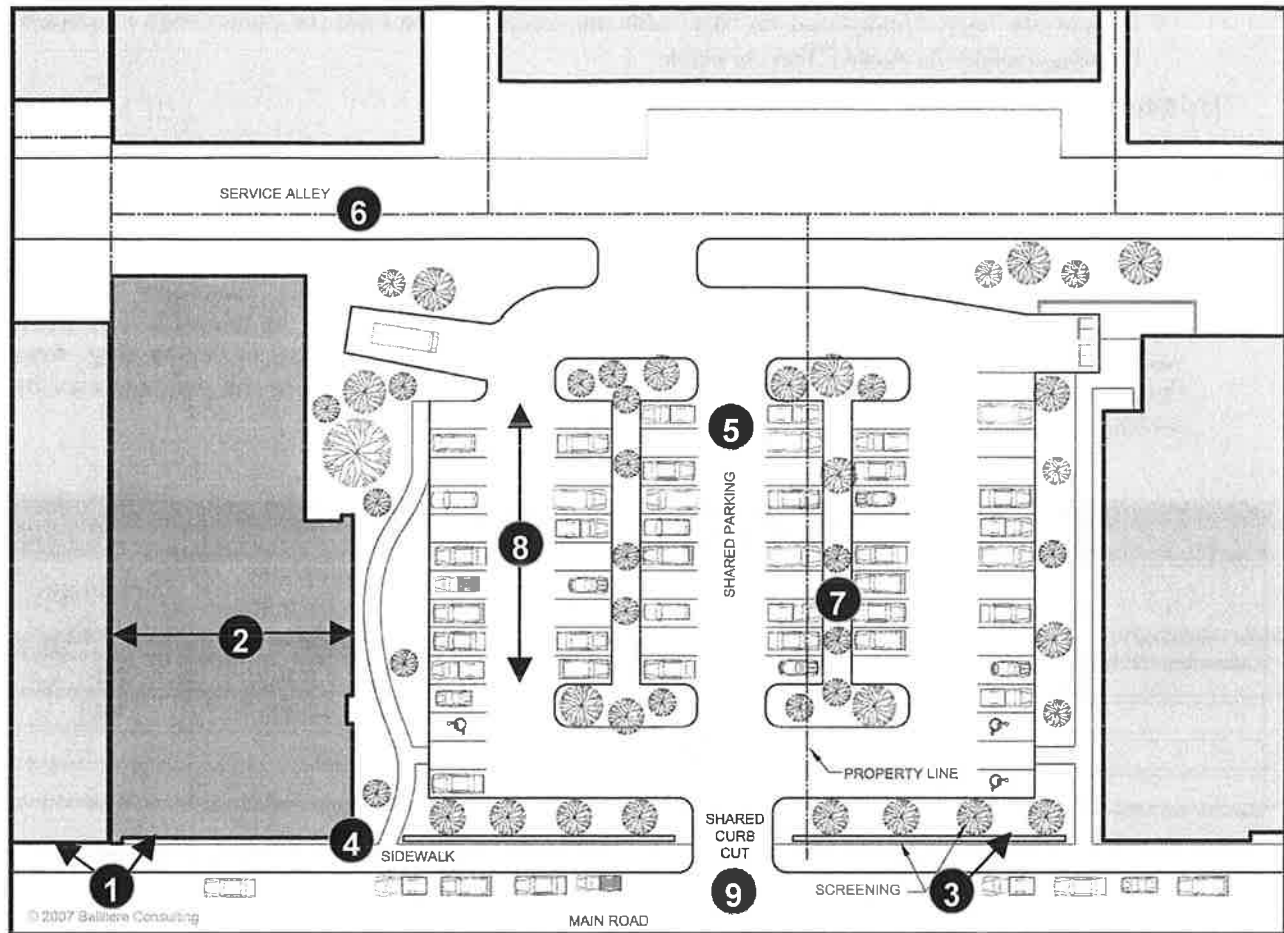 SERVICE ALLEY
6
5
SHARED PARKING
8
7
2
PROPERTY LINE
SHARED
CURB
CUT
4
SIDEWALK
1
9
SCREENING
3
© 2007
Consulting
MAIN ROAD